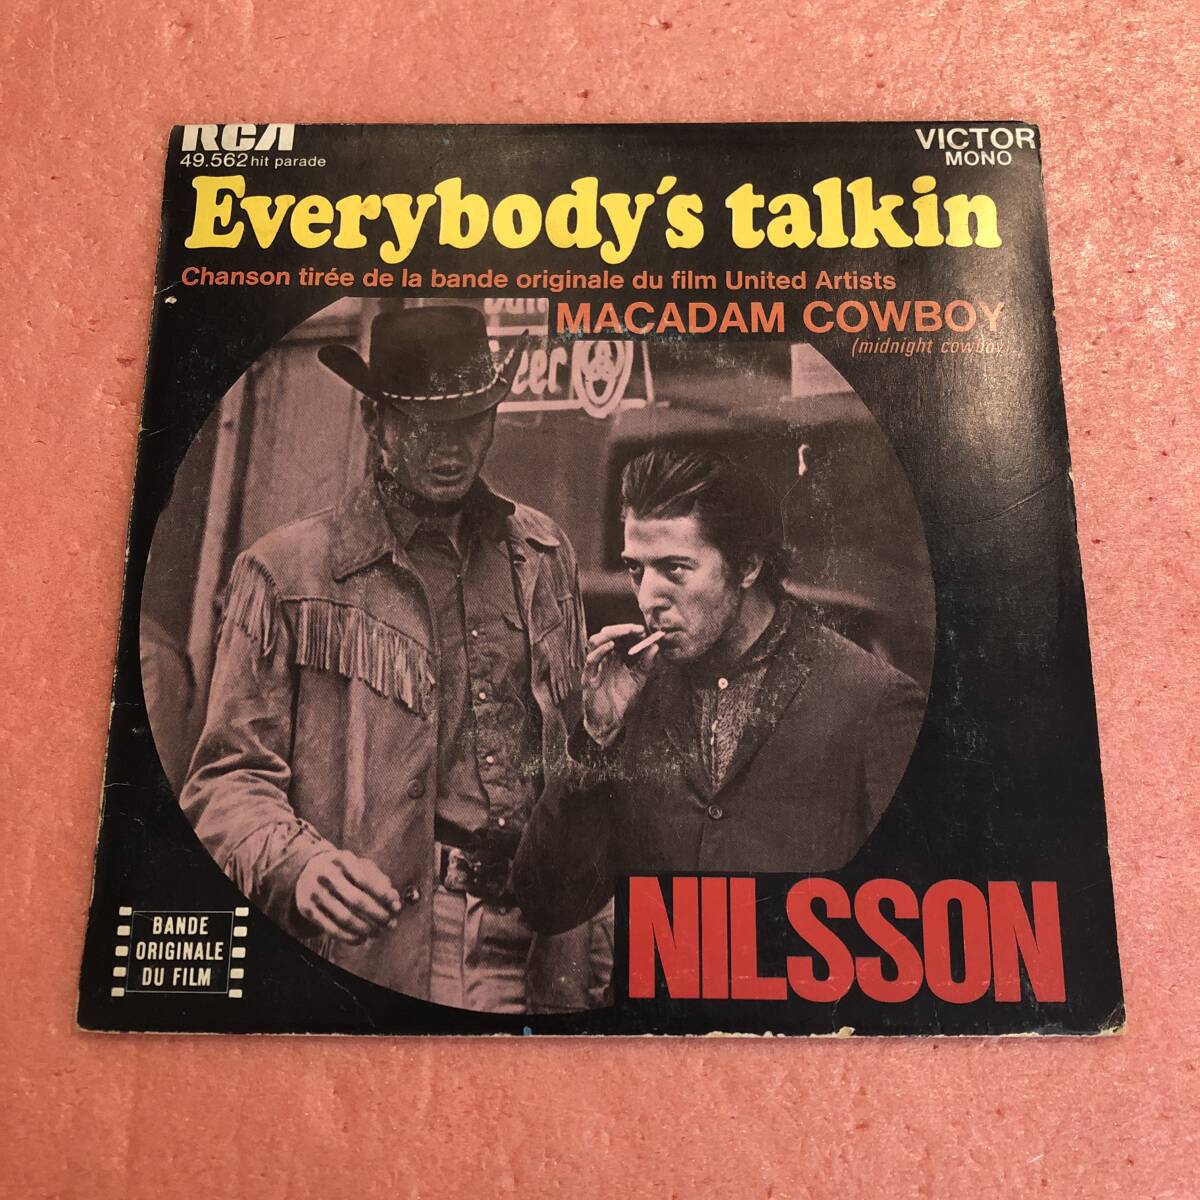 RCA
VICTOR
49.562 hit parade
MONO
Everybody's talkin
Chanson tirée de la bande originale du film United Artists
MACADAM COWBOY
(midnight cowboy)
BANDE
ORIGINALE
DU FILM
NILSSON